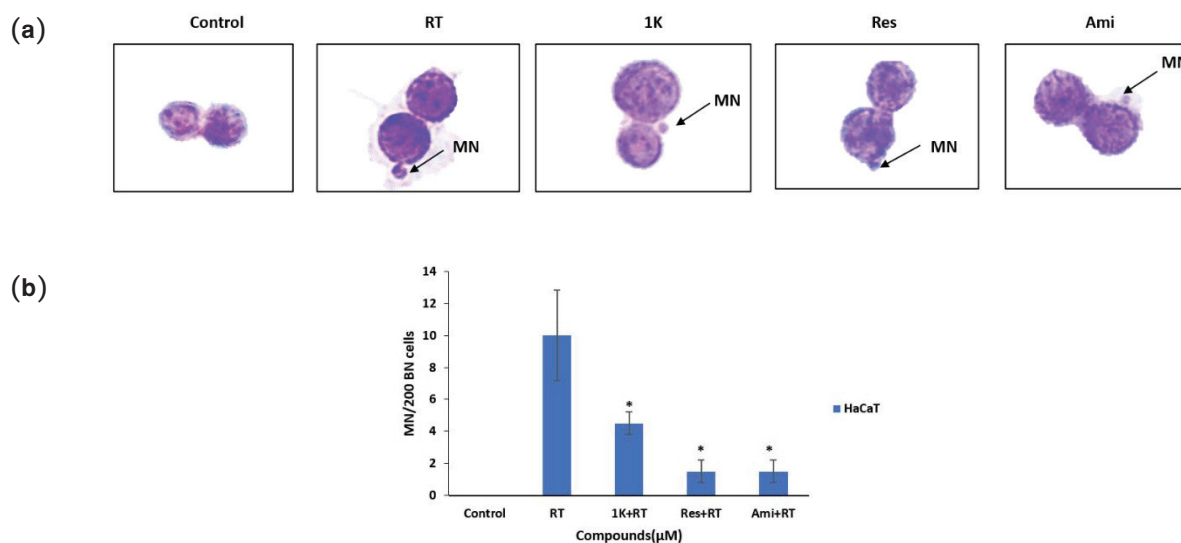 (a)
Control
RT
1K
Res
Ami
MN
MN
MN
MN
(b)
14
12
10
8
6
4
2
0
MN/200 BN cells
*
*
*
HaCaT
Control
RT
1K+RT
Res+RT
Ami+RT
Compounds(μM)